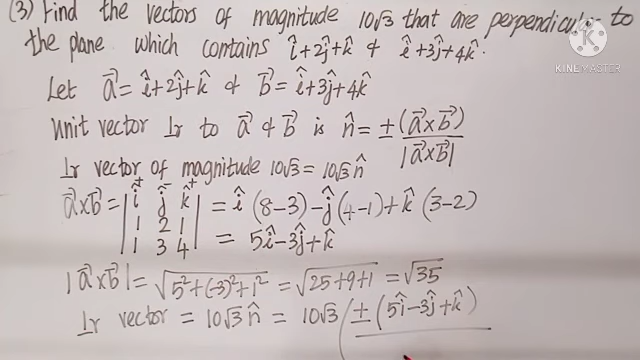 (3) Find the vectors of magnitude 10√3 that are perpendicular to
the plane which contains î+2ĵ+k̂ & î+3ĵ+4k̂.
Let a⃗ = î+2ĵ+k̂ & b⃗ = î+3ĵ+4k̂
Unit vector ⊥r to a⃗ & b⃗ is n̂ = ±(a⃗×b⃗)/|a⃗×b⃗|
⊥r vector of magnitude 10√3 = 10√3 n̂
a⃗×b⃗ = |î⁺ ĵ⁻ k̂⁺| = î(8-3)-ĵ(4-1)+k̂(3-2)
|1 2 1|
|1 3 4| = 5î-3ĵ+k̂
|a⃗×b⃗| = √5²+(-3)²+1² = √25+9+1 = √35
⊥r vector = 10√3 n̂ = 10√3 (±(5î-3ĵ+k̂)
KINEMASTER